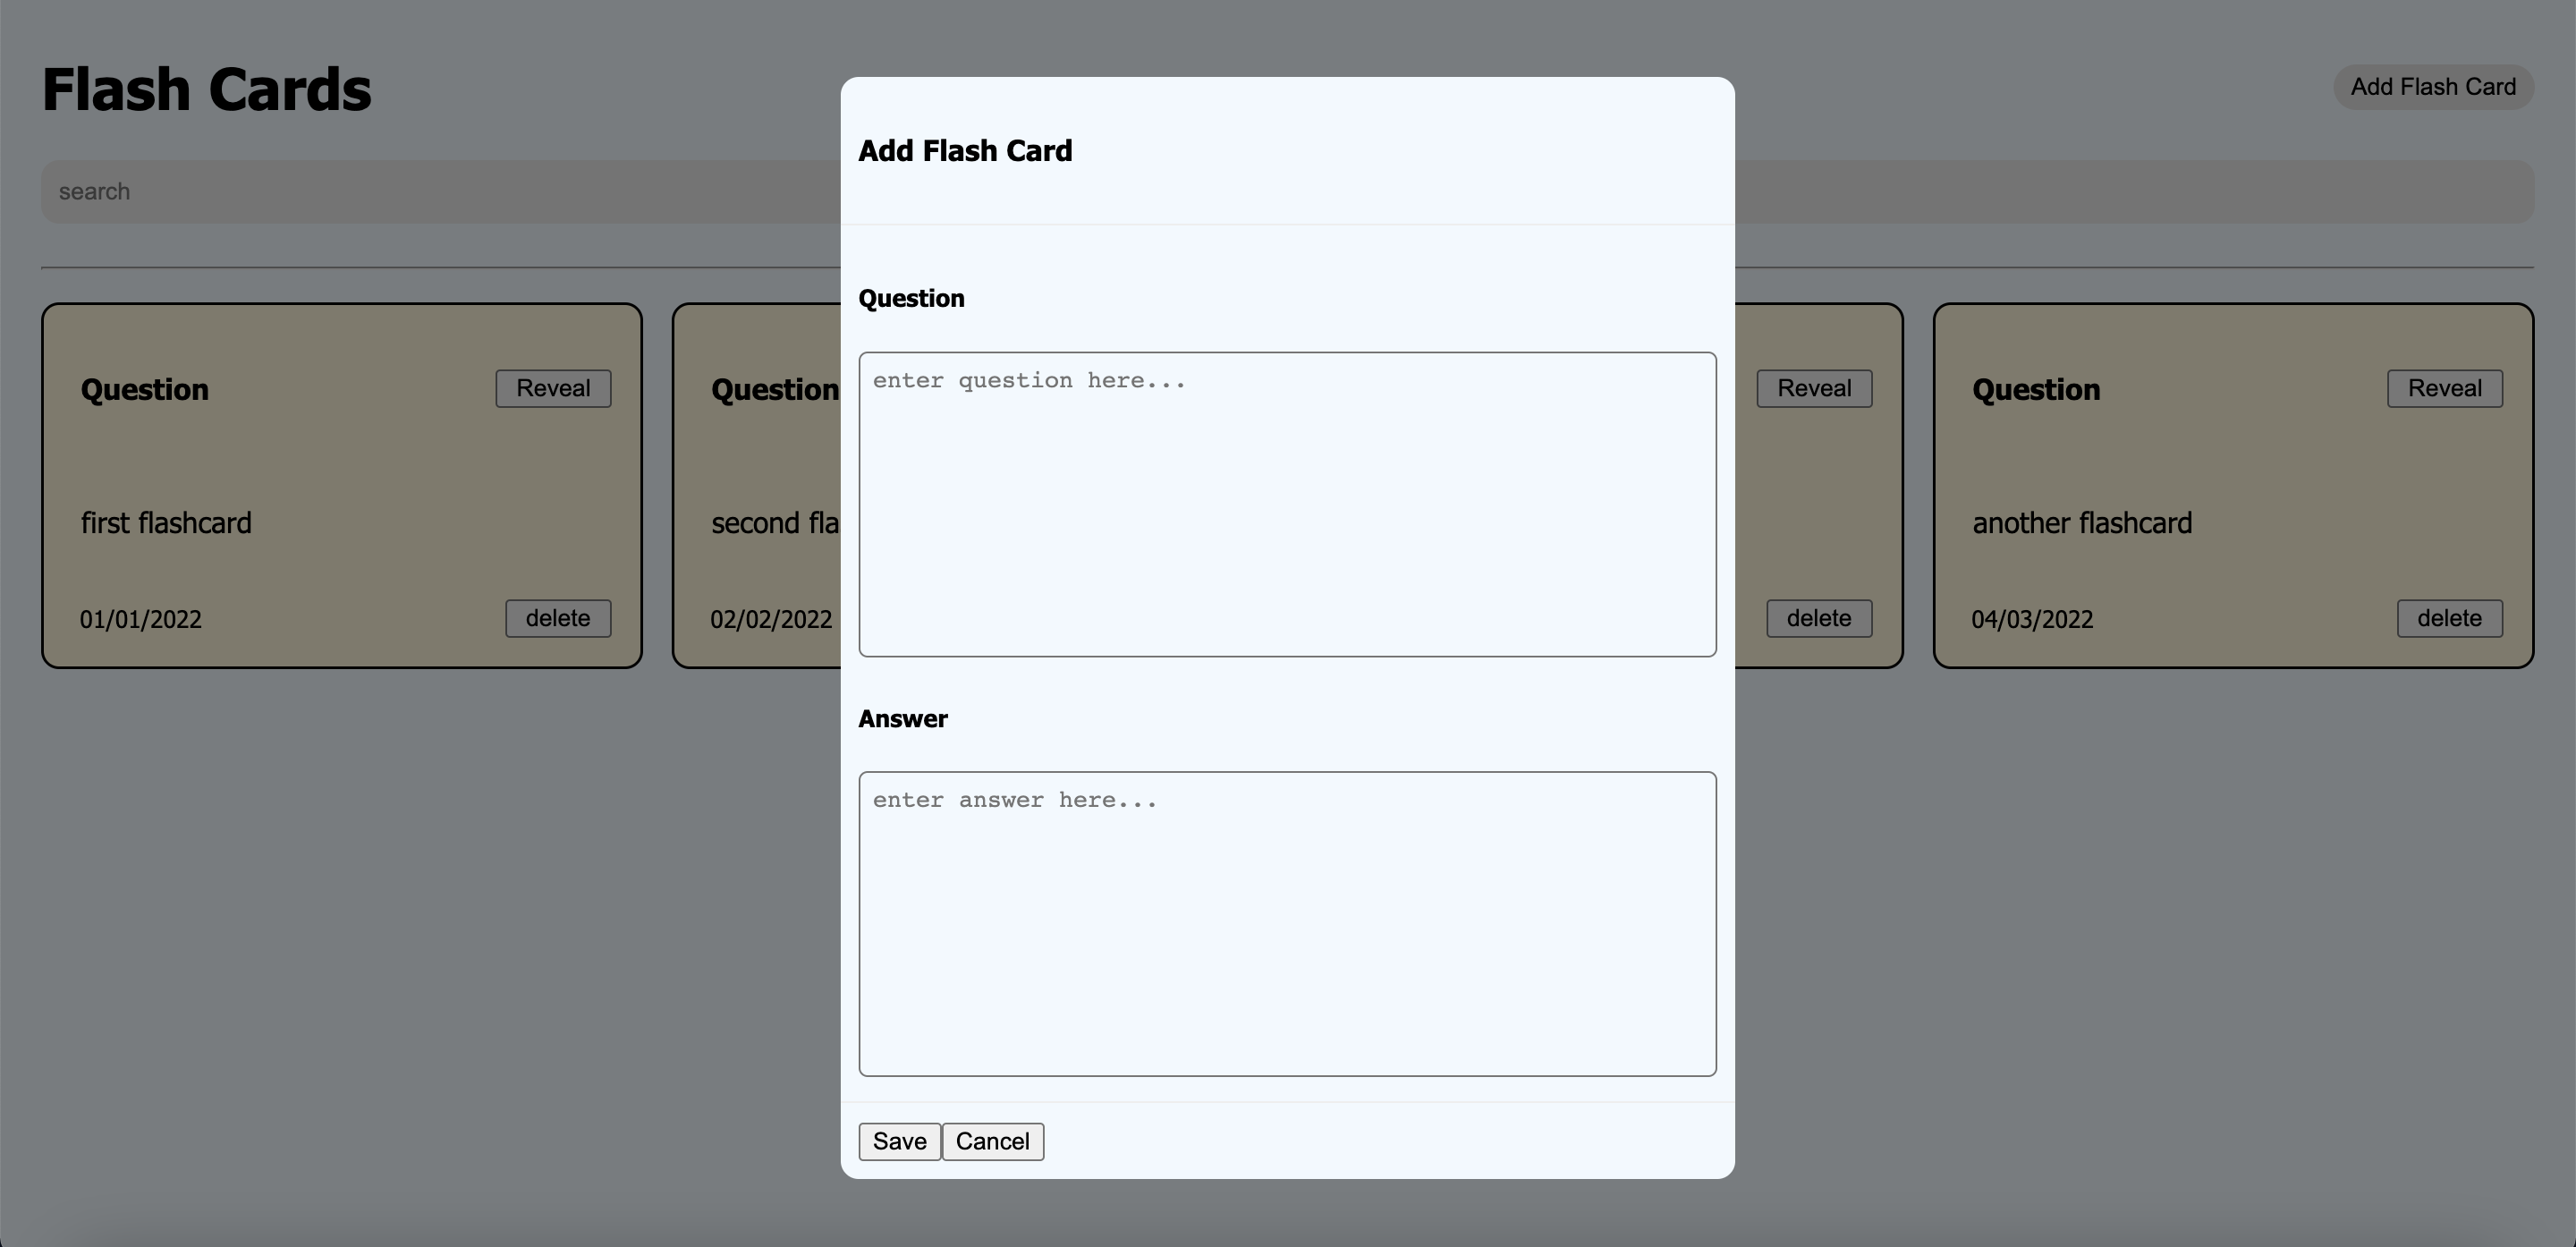 Flash Cards
Add Flash Card
search
Question
Reveal
first flashcard
01/01/2022
delete
Question
second
02/02/2022
Reveal
delete
Question
Reveal
another flashcard
04/03/2022
delete
Add Flash Card
Question
enter question here...
Answer
enter answer here...
Save
Cancel